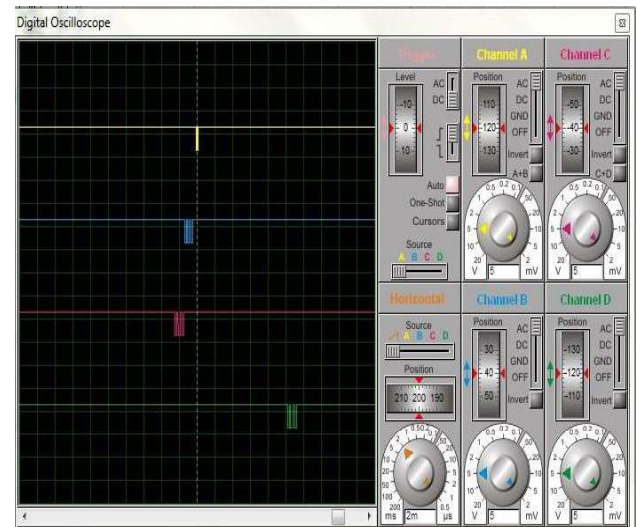 Digital Oscilloscope
Trigger
Level
AC
DC
-10-
- 0 -
- 10 -
Auto
One-Shot
Cursors
Source
A B C D
Channel A
Position
AC
DC
GND
OFF
-110
-120
-130
Invert
A+B
V
5
mV
Channel C
Position
AC
DC
GND
OFF
-50-
-40-
-30-
Invert
C+D
V
5
mV
Horizontal
Source
A B C D
Position
210 200 190
ms
2m
µs
Channel B
Position
AC
DC
GND
OFF
- 30 -
- 40 -
- 50 -
Invert
V
5
mV
Channel D
Position
AC
DC
GND
OFF
-130
-120
-110
Invert
V
5
mV